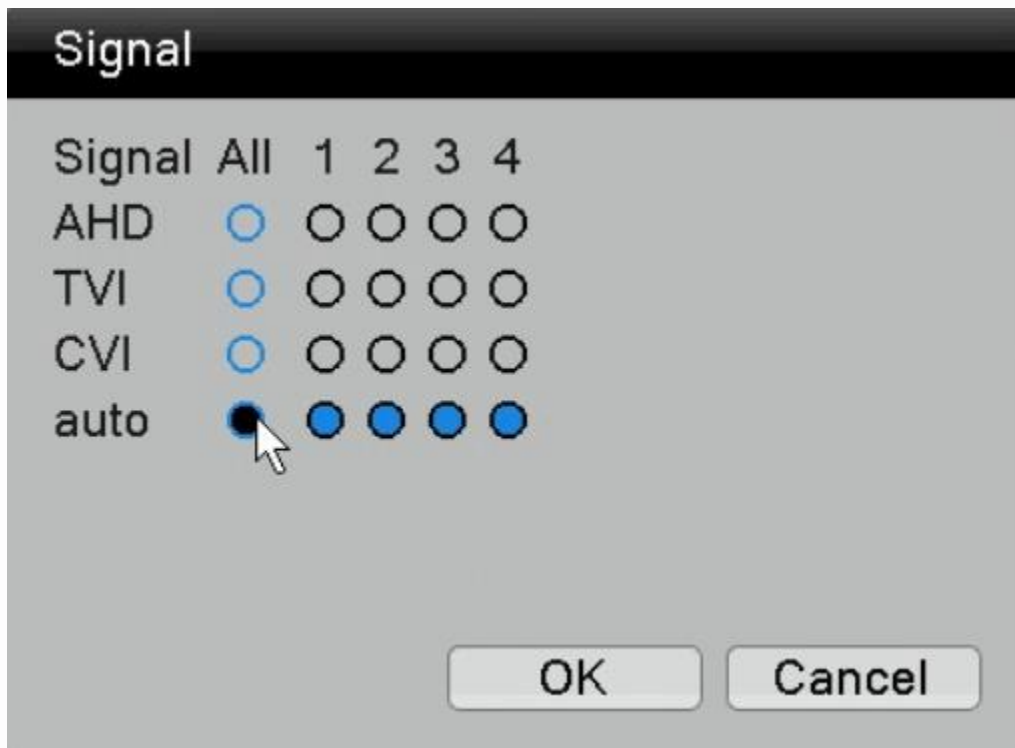 Signal
Signal All 1 2 3 4
AHD
TVI
CVI
auto
OK Cancel